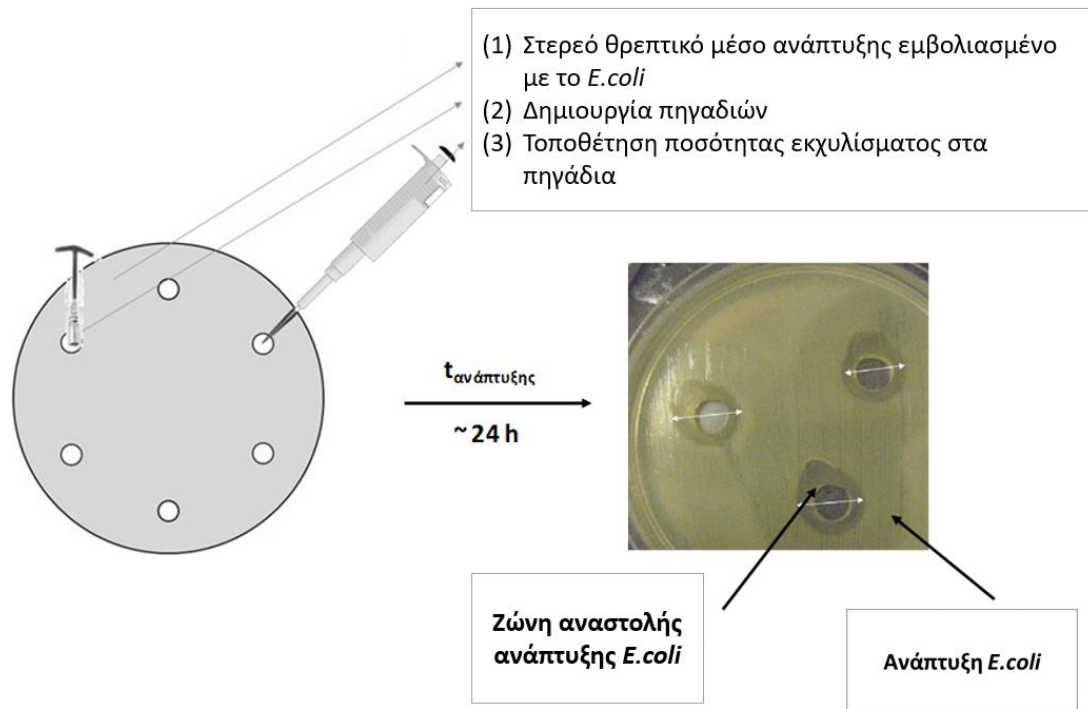 (1) Στερεό θρεπτικό μέσο ανάπτυξης εμβολιασμένο
με το E.coli
(2) Δημιουργία πηγαδιών
(3) Τοποθέτηση ποσότητας εκχυλίσματος στα
πηγάδια
tανάπτυξης
~ 24 h
Ζώνη αναστολής
ανάπτυξης E.coli
Ανάπτυξη E.coli